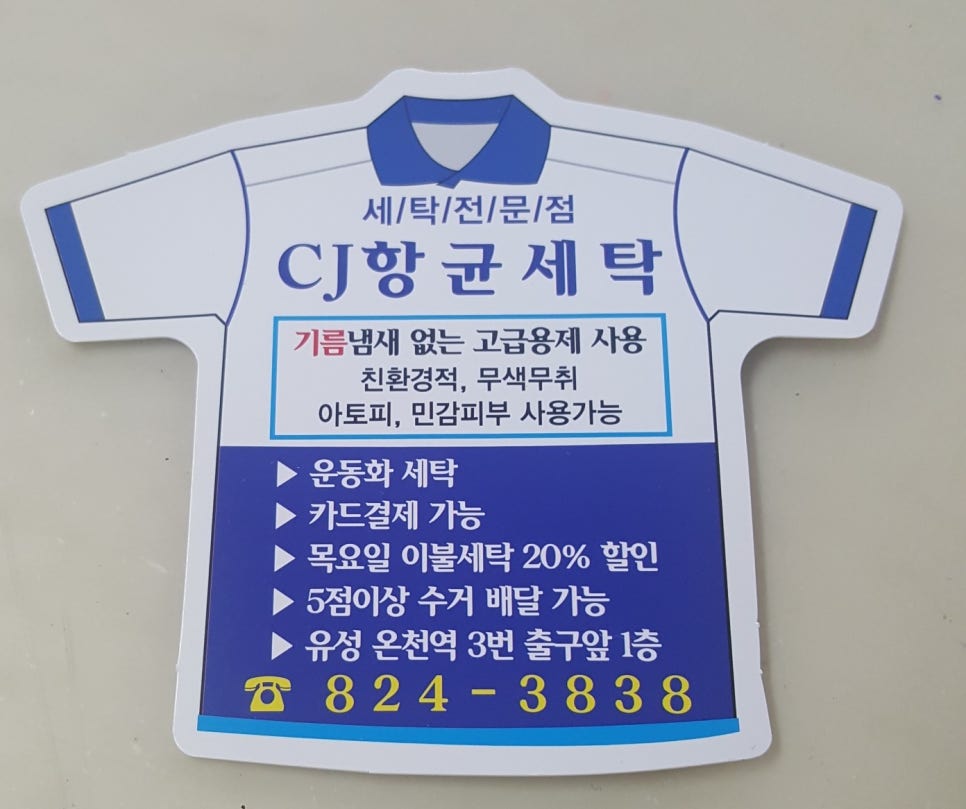 세/탁/전/문/점
CJ항균세탁
기름냄새 없는 고급용제 사용
친환경적, 무색무취
아토피, 민감피부 사용가능
▶ 운동화 세탁
▶ 카드결제 가능
▶ 목요일 이불세탁 20% 할인
▶ 5점이상 수거 배달 가능
▶ 유성 온천역 3번 출구앞 1층
☎ 824-3838